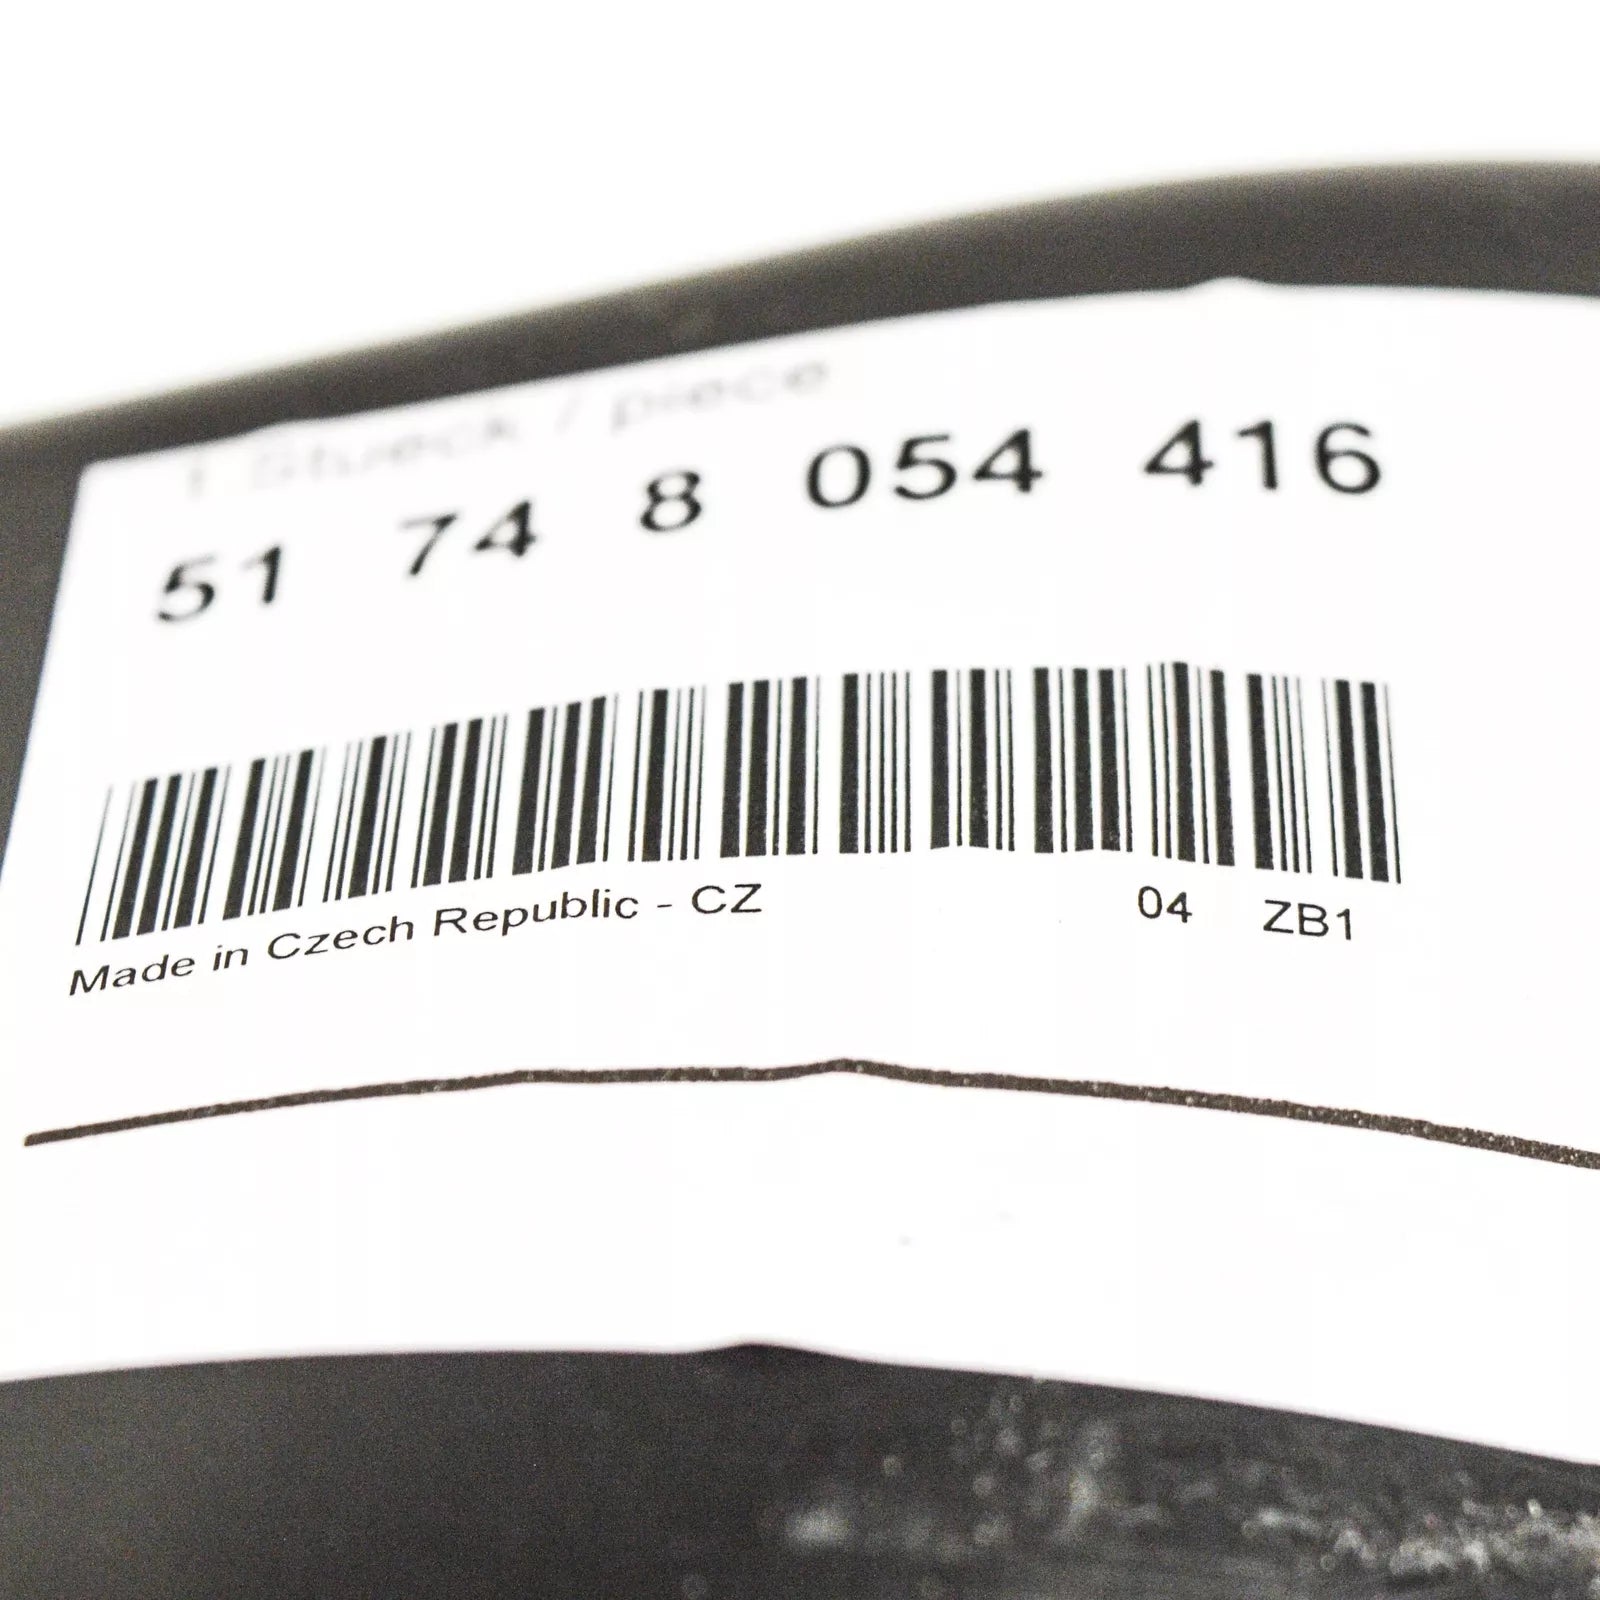 1 Stueck / piece
51 74 8 054 416
Made in Czech Republic - CZ 04 ZB1